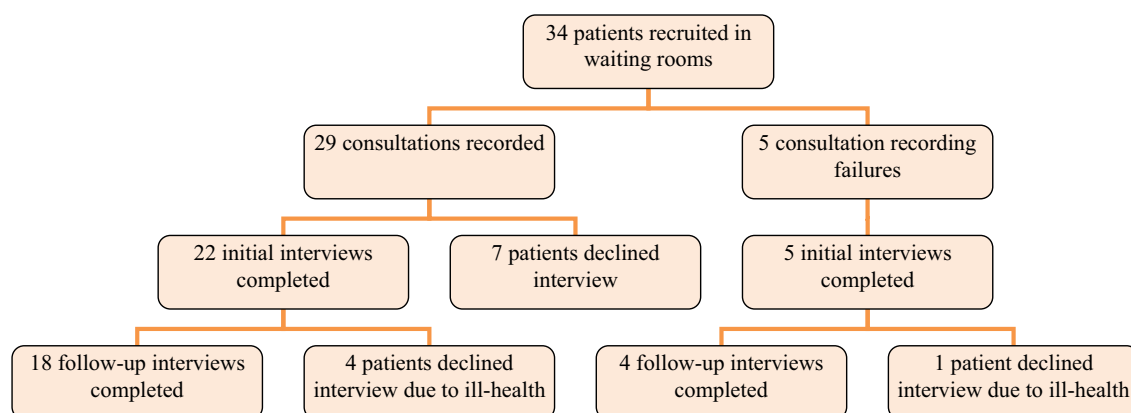 34 patients recruited in
waiting rooms
29 consultations recorded
5 consultation recording
failures
22 initial interviews
completed
7 patients declined
interview
5 initial interviews
completed
18 follow-up interviews
completed
4 patients declined
interview due to ill-health
4 follow-up interviews
completed
1 patient declined
interview due to ill-health